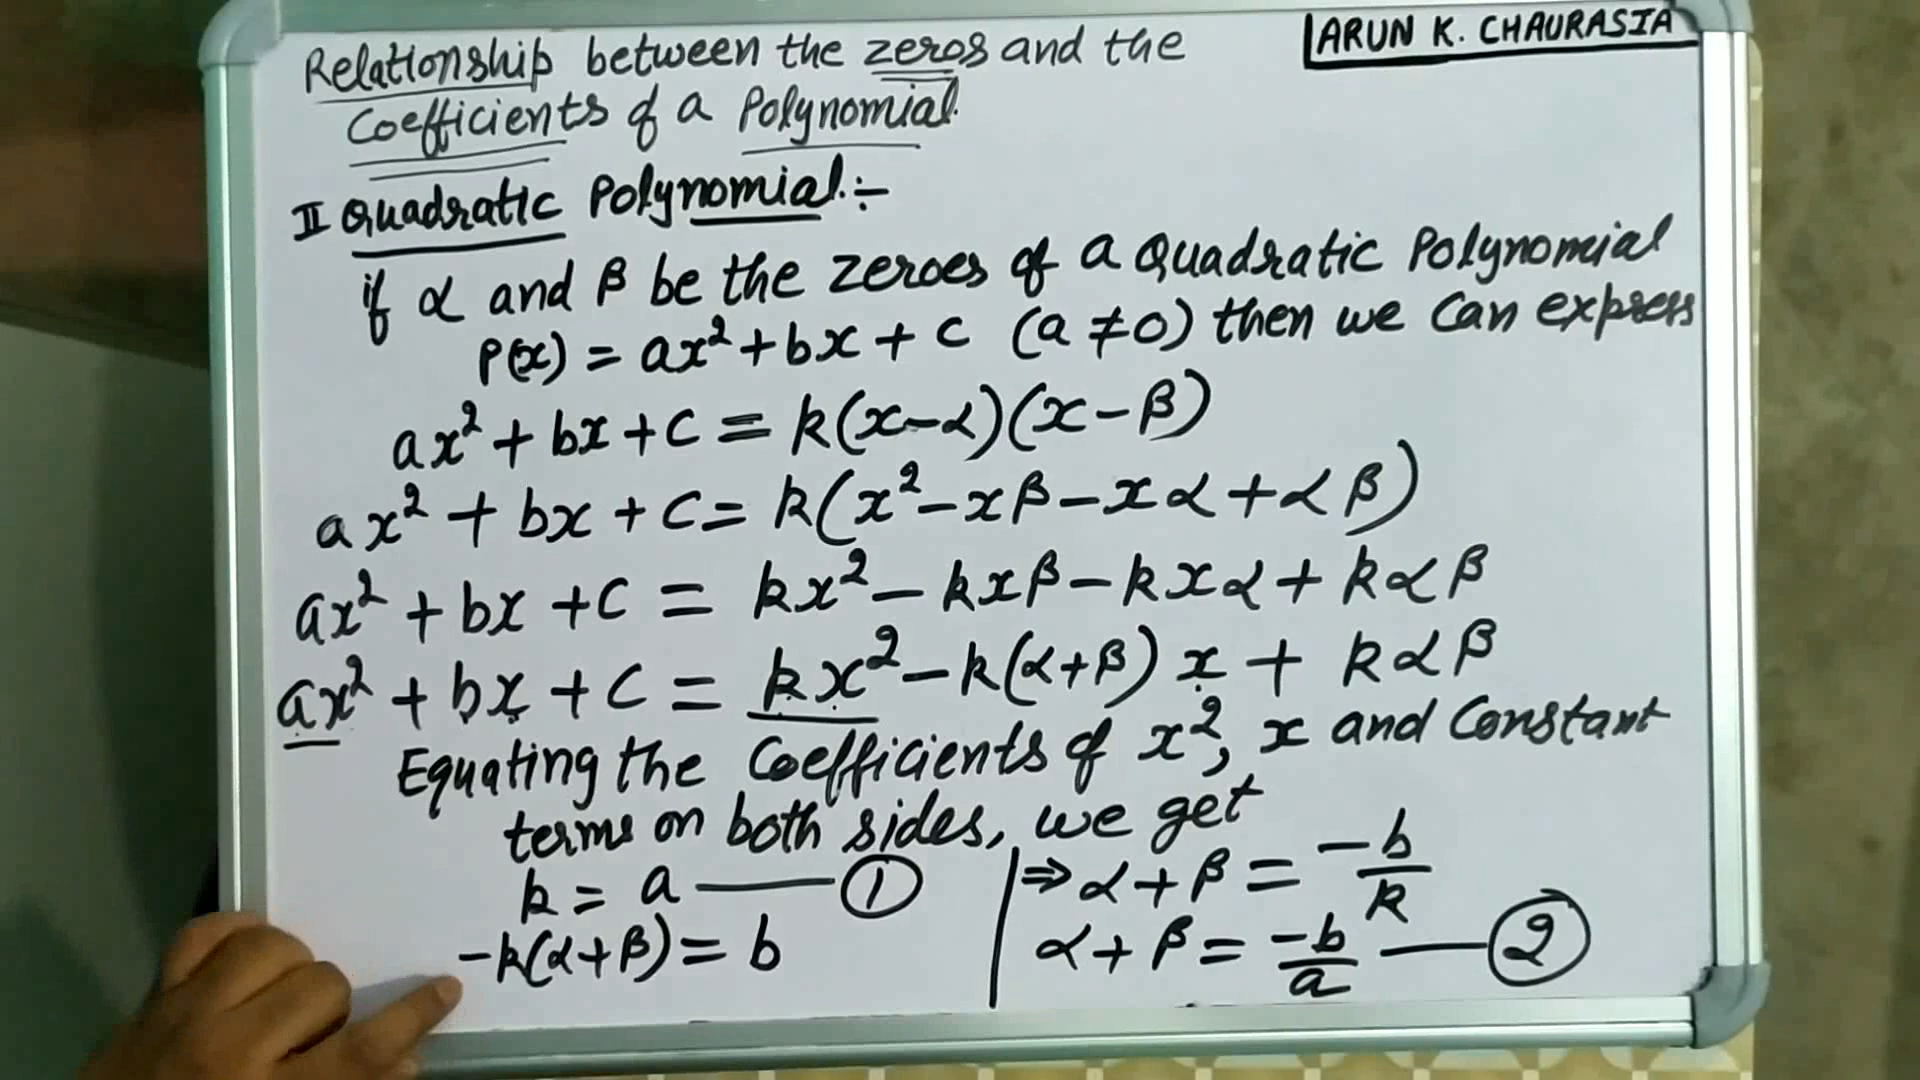 Relationship between the zeros and the
ARUN K. CHAURASIA
Coefficients of a Polynomial.
II Quadratic Polynomial:-
if α and β be the zeroes of a Quadratic Polynomial
P(x) = ax² + bx + c (a ≠ 0) then we can express
ax² + bx + c = k(x-α)(x-β)
ax² + bx + c = k(x² - xβ - xα + αβ)
ax² + bx + c = kx² - kxβ - kxα + kαβ
ax² + bx + c = kx² - k(α+β) x + kαβ
Equating the Coefficients of x², x and Constant
terms on both sides, we get
k = a — ①
-k(α+β) = b
⇒ α + β = -b/k
α + β = -b/a — ②